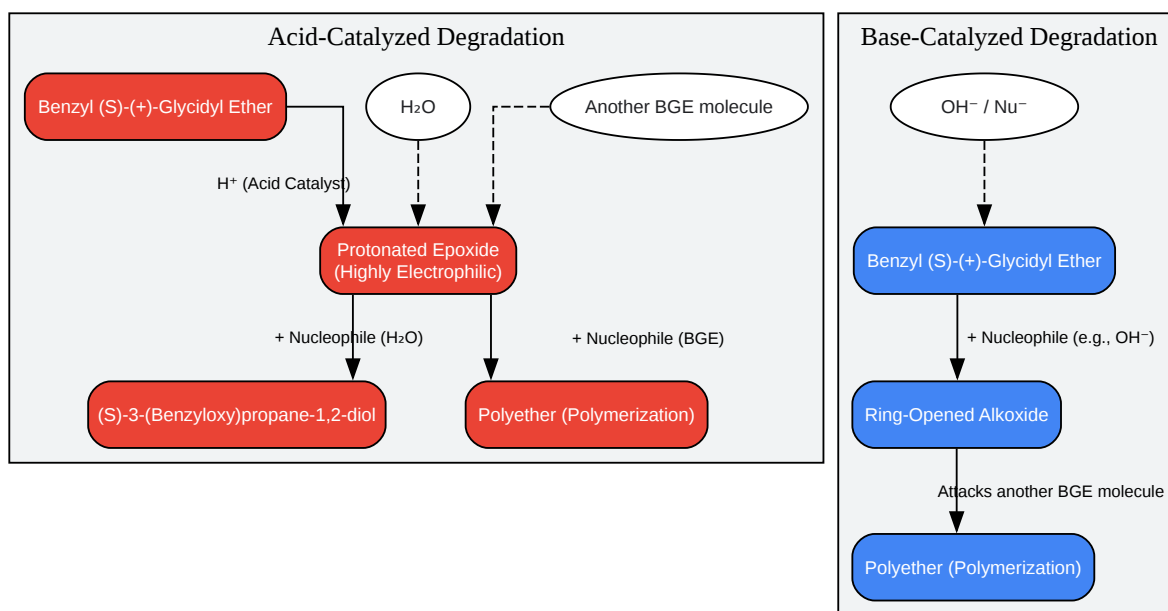 Acid-Catalyzed Degradation
Benzyl (S)-(+)-Glycidyl Ether
H₂O
Another BGE molecule
H⁺ (Acid Catalyst)
Protonated Epoxide
(Highly Electrophilic)
+ Nucleophile (H₂O)
+ Nucleophile (BGE)
(S)-3-(Benzyloxy)propane-1,2-diol
Polyether (Polymerization)
Base-Catalyzed Degradation
OH⁻ / Nu⁻
Benzyl (S)-(+)-Glycidyl Ether
+ Nucleophile (e.g., OH⁻)
Ring-Opened Alkoxide
Attacks another BGE molecule
Polyether (Polymerization)